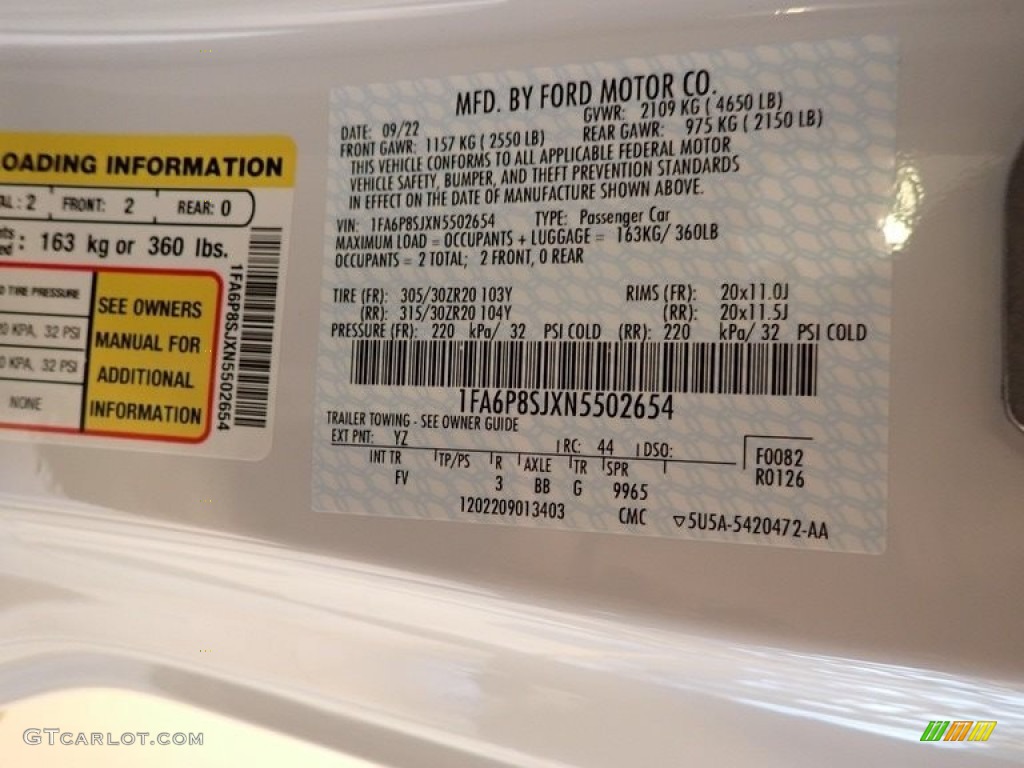 LOADING INFORMATION
AL: 2 FRONT: 2 REAR: 0
: 163 kg or 360 lbs.
TIRE PRESSURE
KPA, 32 PSI
KPA, 32 PSI
NONE
SEE OWNERS
MANUAL FOR
ADDITIONAL
INFORMATION
1FA6P8SJXN5502654
MFD. BY FORD MOTOR CO.
DATE: 09/22 GVWR: 2109 KG ( 4650 LB)
FRONT GAWR: 1157 KG ( 2550 LB) REAR GAWR: 975 KG ( 2150 LB)
THIS VEHICLE CONFORMS TO ALL APPLICABLE FEDERAL MOTOR
VEHICLE SAFETY, BUMPER, AND THEFT PREVENTION STANDARDS
IN EFFECT ON THE DATE OF MANUFACTURE SHOWN ABOVE.
VIN: 1FA6P8SJXN5502654 TYPE: Passenger Car
MAXIMUM LOAD = OCCUPANTS + LUGGAGE = 163KG/ 360LB
OCCUPANTS = 2 TOTAL; 2 FRONT, 0 REAR
TIRE (FR): 305/30ZR20 103Y RIMS (FR): 20x11.0J
(RR): 315/30ZR20 104Y (RR): 20x11.5J
PRESSURE (FR): 220 kPa/ 32 PSI COLD (RR): 220 kPa/ 32 PSI COLD
1FA6P8SJXN5502654
TRAILER TOWING - SEE OWNER GUIDE
EXT PNT: YZ RC: 44 DSO: F0082
INT TR TP/PS R AXLE TR SPR R0126
FV 3 BB G 9965
1202209013403 CMC ▽5U5A-5420472-AA
GTcarlot.com